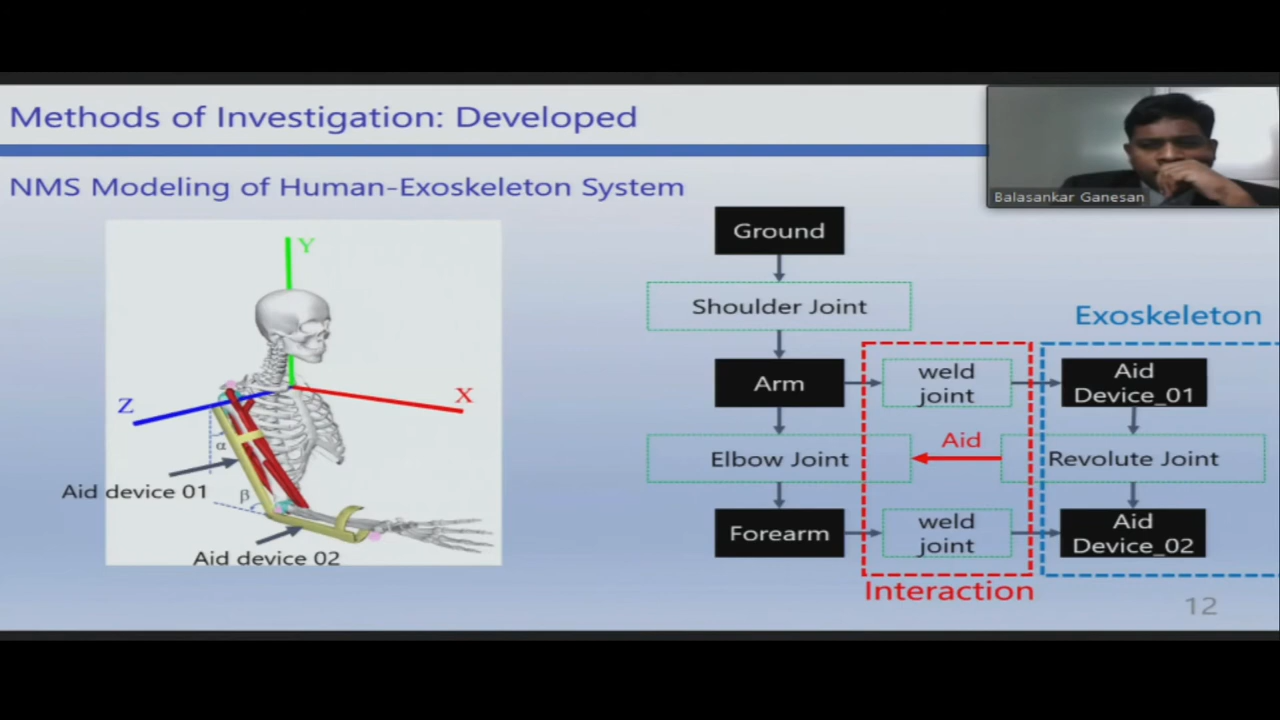 Methods of Investigation: Developed
Balasankar Ganesan
NMS Modeling of Human-Exoskeleton System
Y
X
Z
α
β
Aid device 01
Aid device 02
Ground
Shoulder Joint
Exoskeleton
Arm
weld
joint
Aid
Device_01
Elbow Joint
Aid
Revolute Joint
Forearm
weld
joint
Aid
Device_02
Interaction
12